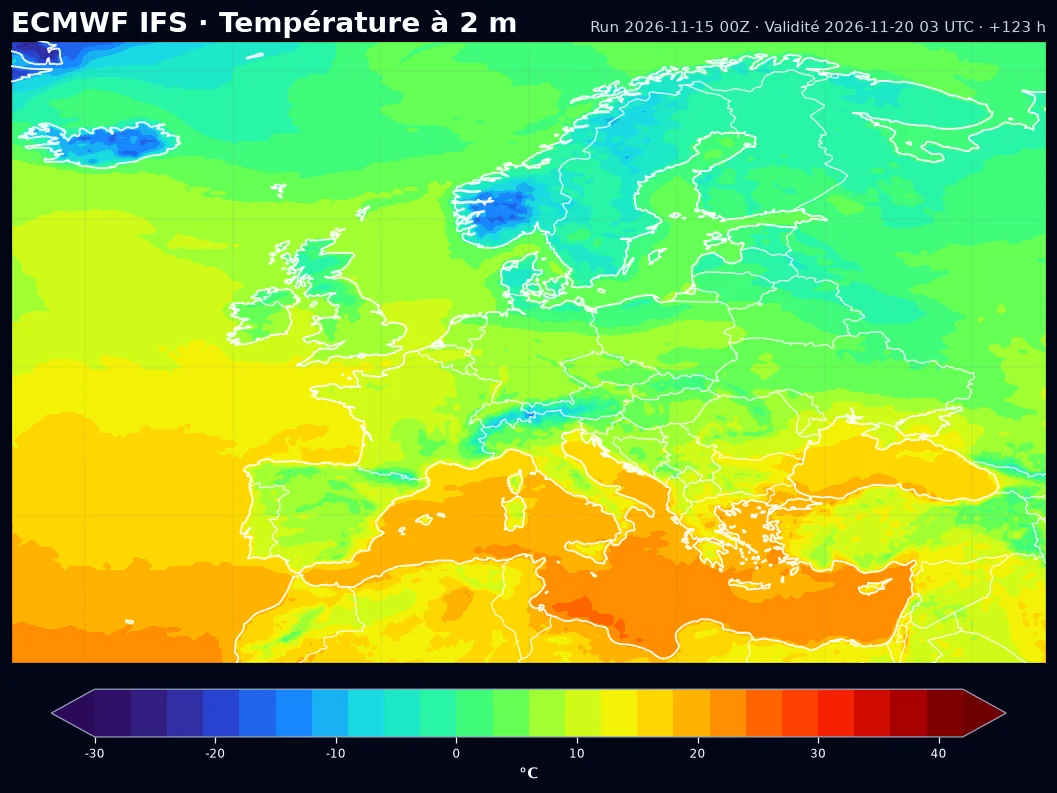 ECMWF IFS · Température à 2 m
Run 2026-11-15 00Z · Validité 2026-11-20 03 UTC · +123 h
-30 -20 -10 0 10 20 30 40
°C